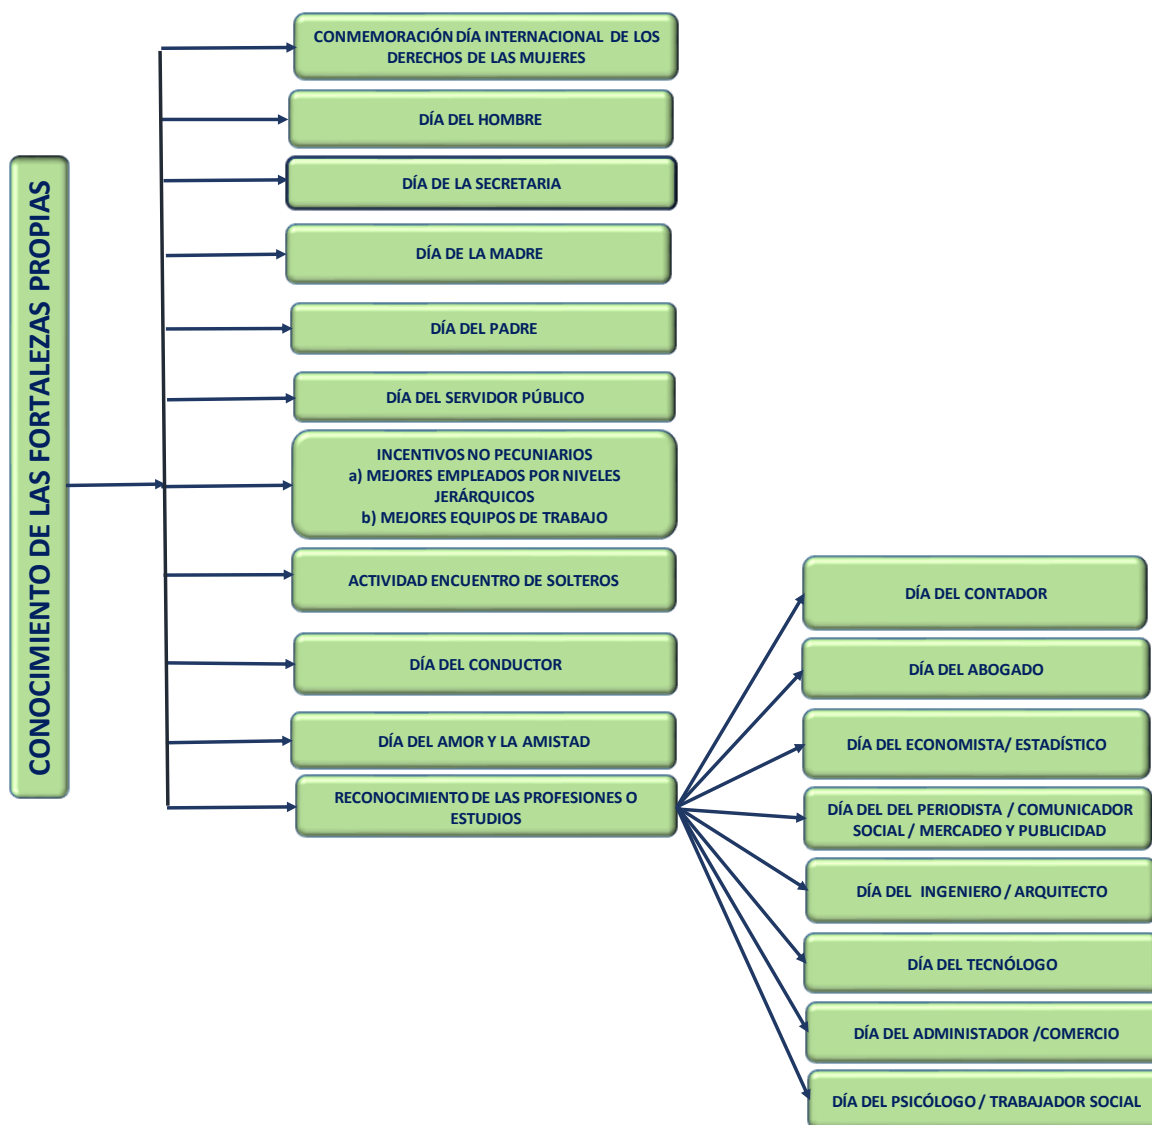 CONOCIMIENTO DE LAS FORTALEZAS PROPIAS
CONMEMORACIÓN DÍA INTERNACIONAL DE LOS
DERECHOS DE LAS MUJERES
DÍA DEL HOMBRE
DÍA DE LA SECRETARIA
DÍA DE LA MADRE
DÍA DEL PADRE
DÍA DEL SERVIDOR PÚBLICO
INCENTIVOS NO PECUNIARIOS
a) MEJORES EMPLEADOS POR NIVELES
JERÁRQUICOS
b) MEJORES EQUIPOS DE TRABAJO
ACTIVIDAD ENCUENTRO DE SOLTEROS
DÍA DEL CONDUCTOR
DÍA DEL AMOR Y LA AMISTAD
RECONOCIMIENTO DE LAS PROFESIONES O
ESTUDIOS
DÍA DEL CONTADOR
DÍA DEL ABOGADO
DÍA DEL ECONOMISTA/ ESTADÍSTICO
DÍA DEL DEL PERIODISTA / COMUNICADOR
SOCIAL / MERCADEO Y PUBLICIDAD
DÍA DEL INGENIERO / ARQUITECTO
DÍA DEL TECNÓLOGO
DÍA DEL ADMINISTADOR /COMERCIO
DÍA DEL PSICÓLOGO / TRABAJADOR SOCIAL